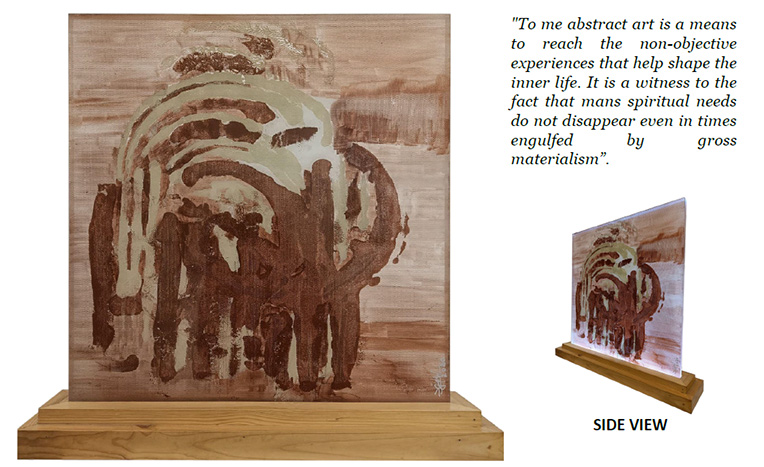 "To me abstract art is a means
to reach the non-objective
experiences that help shape the
inner life. It is a witness to the
fact that mans spiritual needs
do not disappear even in times
engulfed by gross
materialism”.
SIDE VIEW